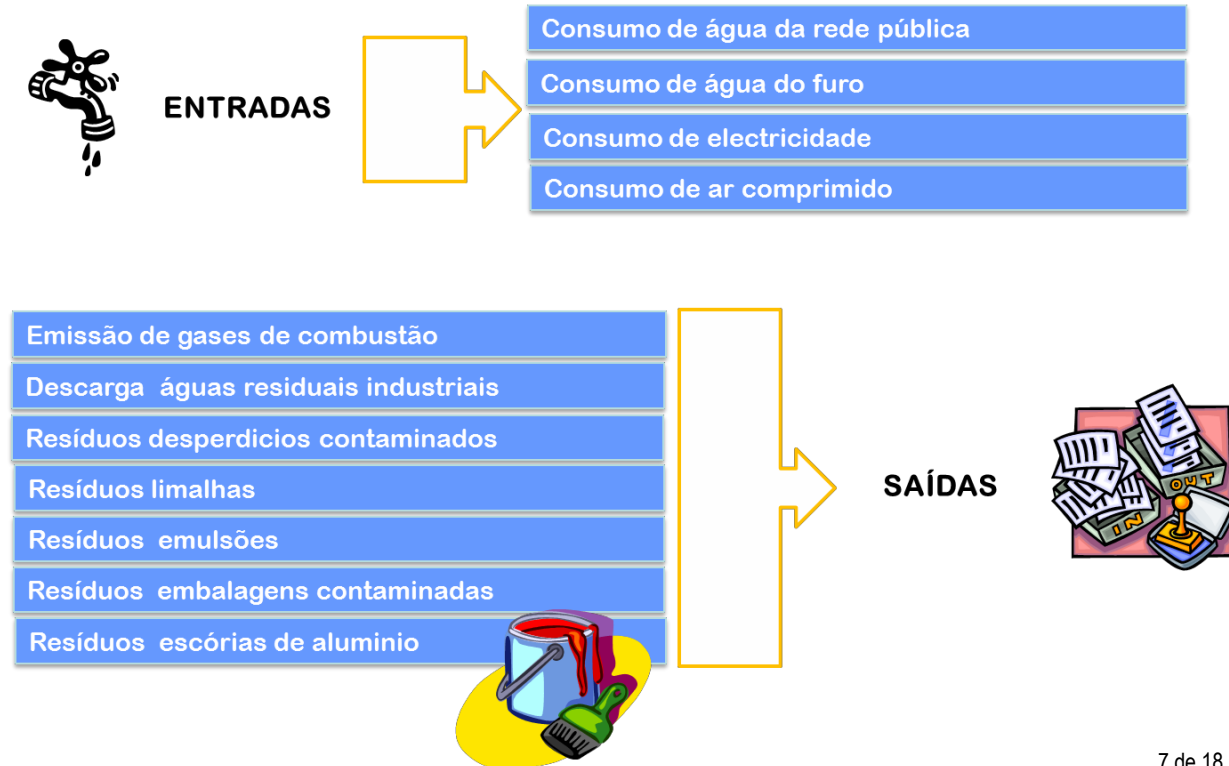 Consumo de água da rede pública
Consumo de água do furo
ENTRADAS
Consumo de electricidade
Consumo de ar comprimido
Emissão de gases de combustão
Descarga águas residuais industriais
Resíduos desperdicios contaminados
Resíduos limalhas
Resíduos emulsões
Resíduos embalagens contaminadas
Resíduos escórias de aluminio
SAÍDAS
OUT
IN
7 de 18